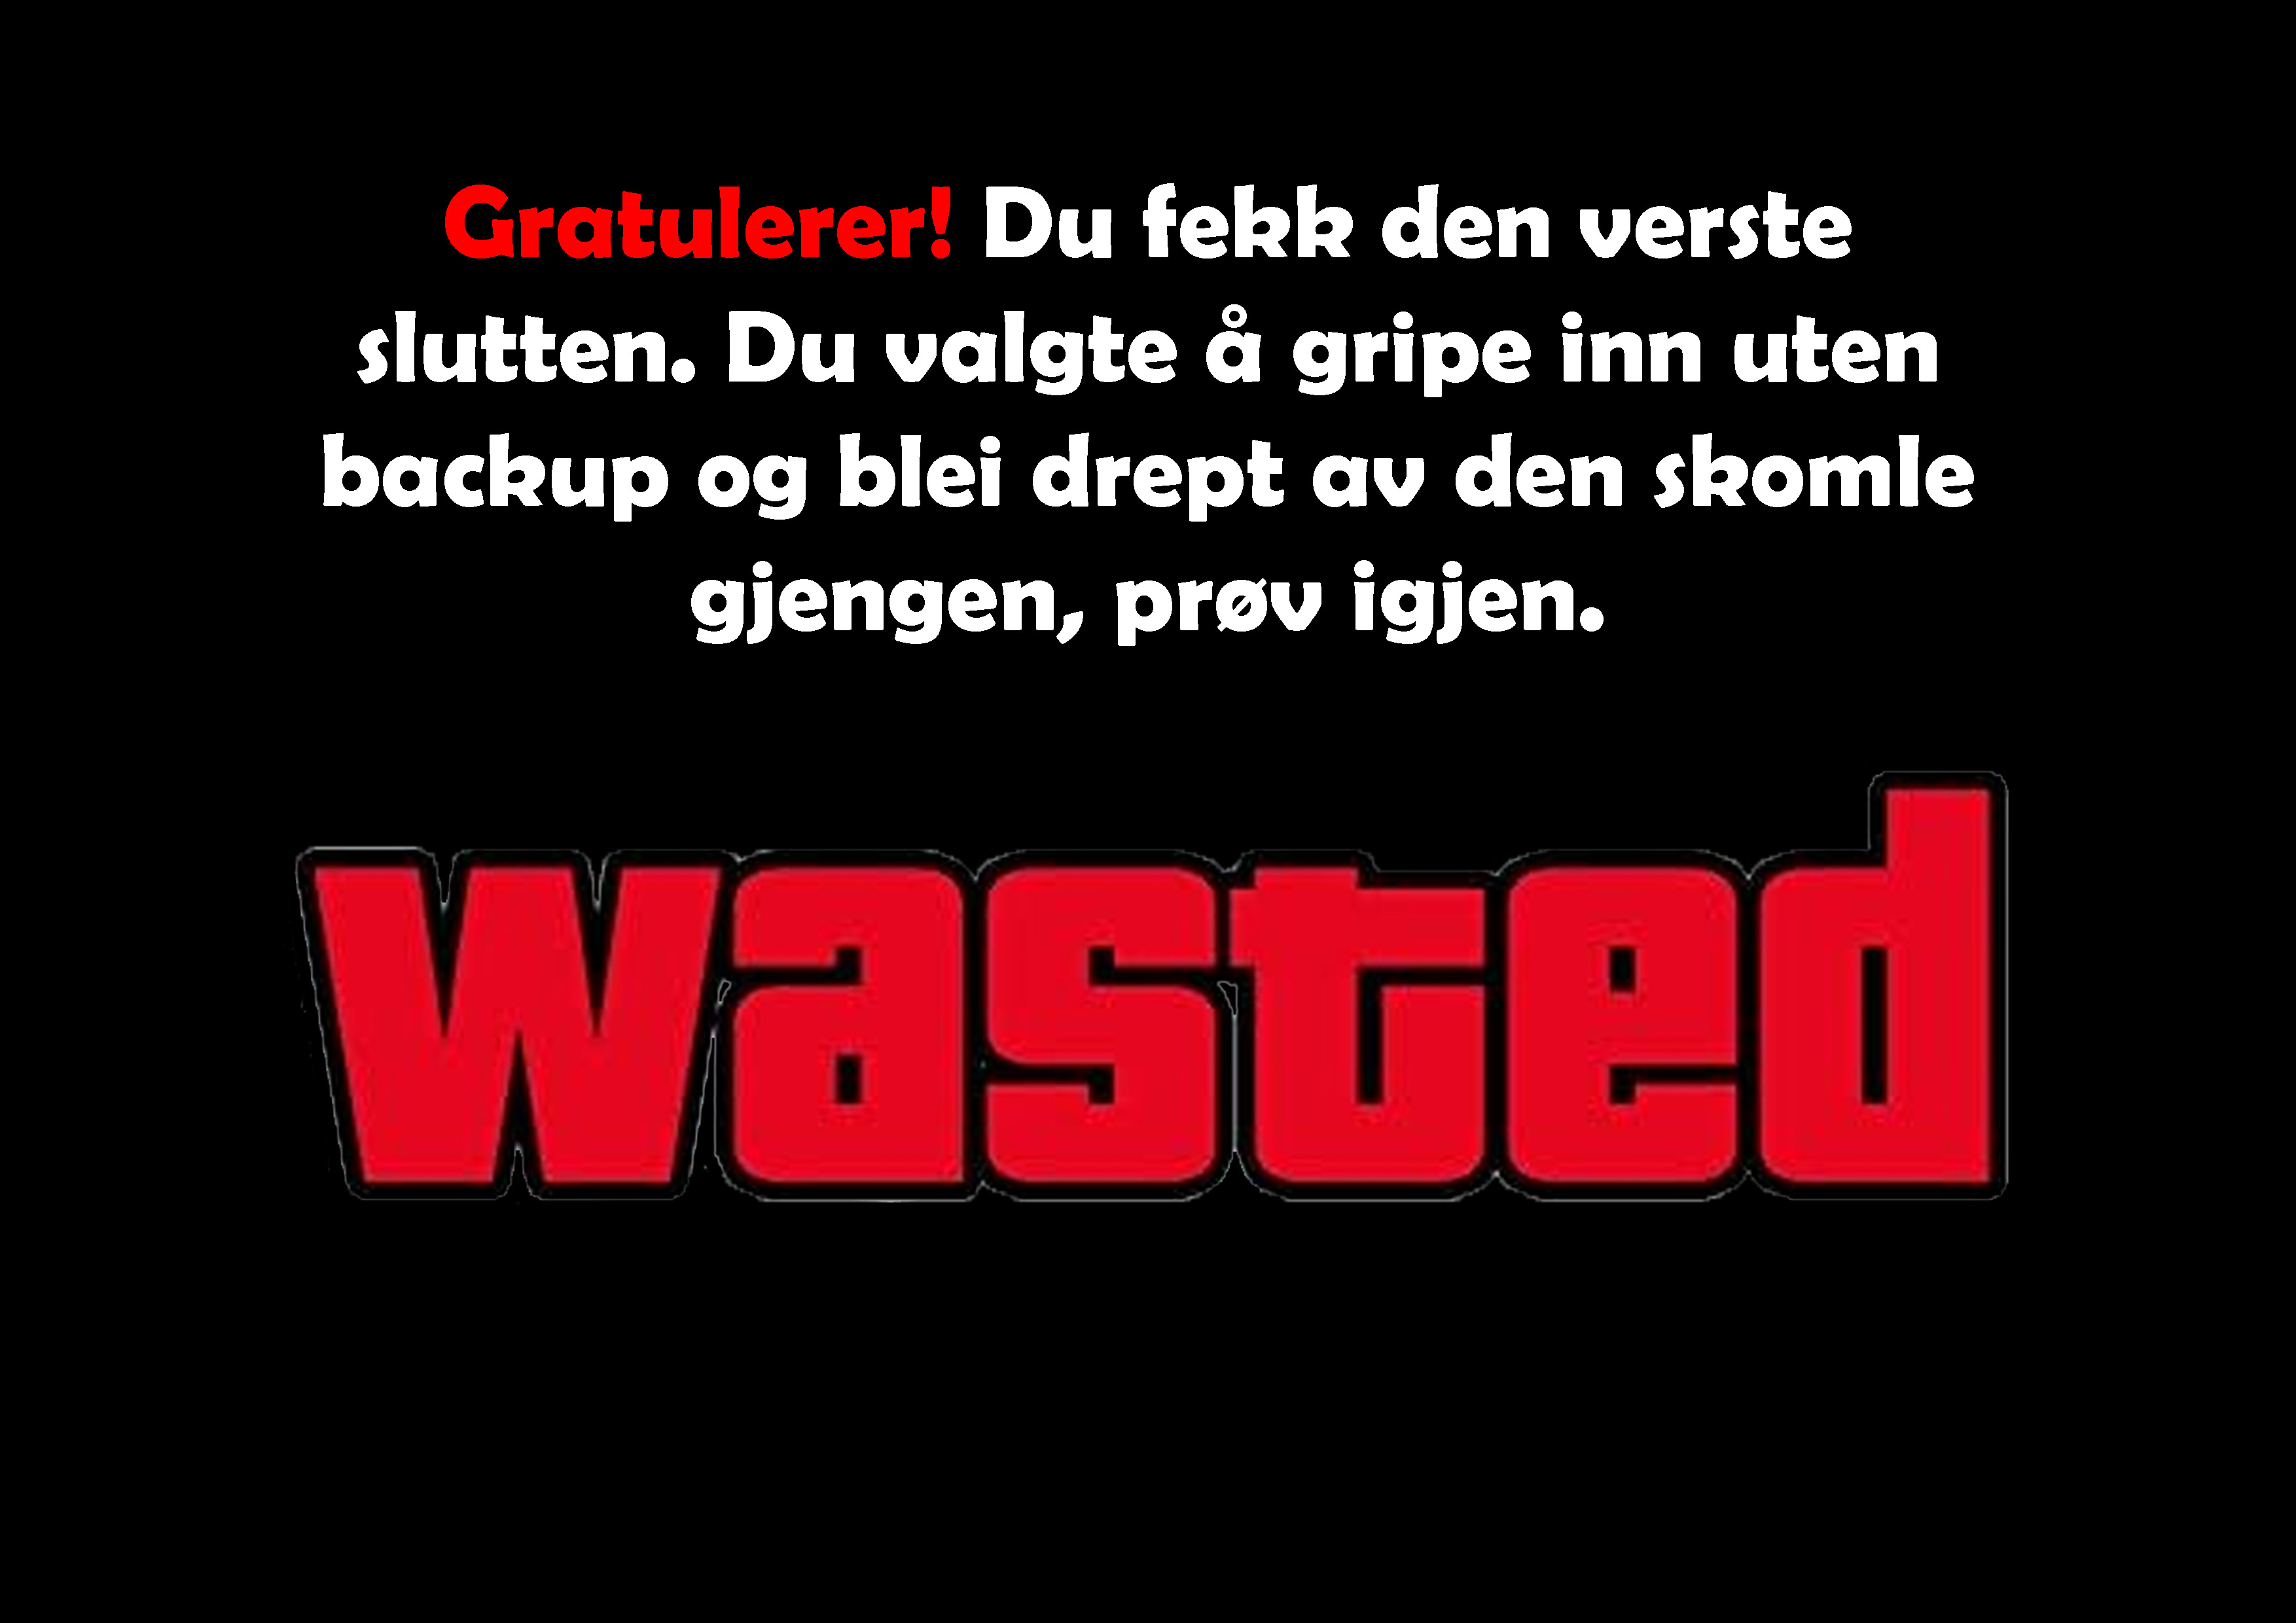 Gratulerer! Du fekk den verste
slutten. Du valgte å gripe inn uten
backup og blei drept av den skomle
gjengen, prøv igjen.
wasted